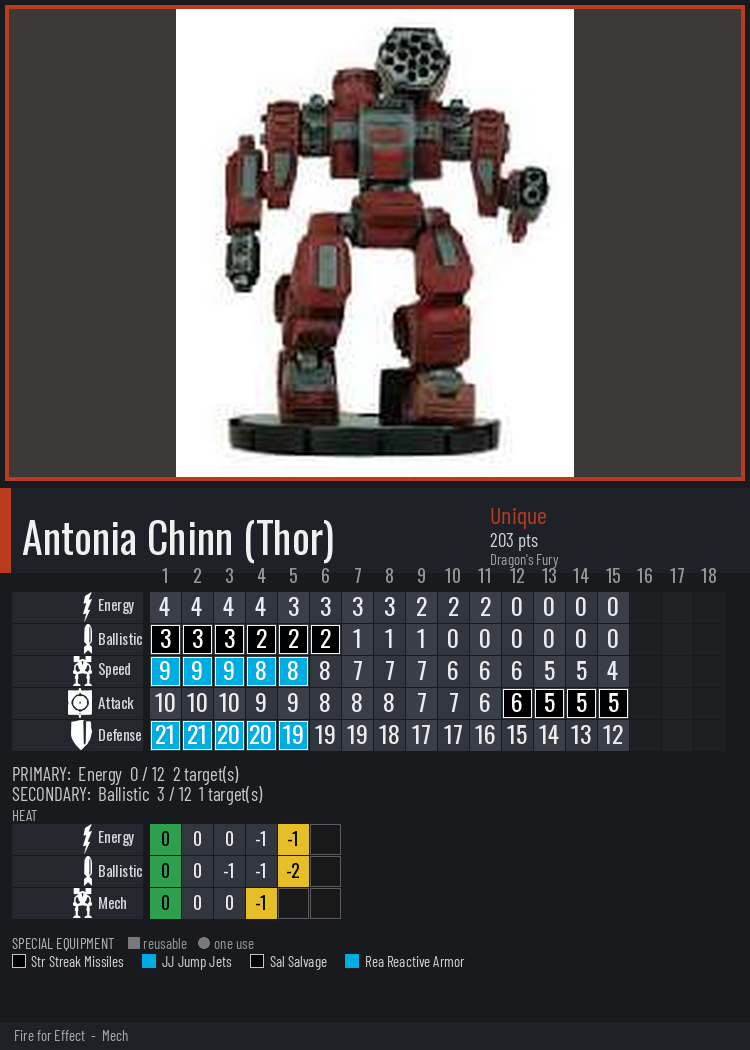 Antonia Chinn (Thor)
Unique
203 pts
Dragon's Fury
1 2 3 4 5 6 7 8 9 10 11 12 13 14 15 16 17 18
Energy 4 4 4 4 3 3 3 3 2 2 2 0 0 0 0
Ballistic 3 3 3 2 2 2 1 1 1 0 0 0 0 0 0
Speed 9 9 9 8 8 8 7 7 7 6 6 6 5 5 4
Attack 10 10 10 9 9 8 8 8 7 7 6 6 5 5 5
Defense 21 21 20 20 19 19 19 18 17 17 16 15 14 13 12
PRIMARY: Energy 0 / 12 2 target(s)
SECONDARY: Ballistic 3 / 12 1 target(s)
HEAT
Energy 0 0 0 -1 -1
Ballistic 0 0 -1 -1 -2
Mech 0 0 0 -1
SPECIAL EQUIPMENT reusable one use
Str Streak Missiles JJ Jump Jets Sal Salvage Rea Reactive Armor
Fire for Effect - Mech